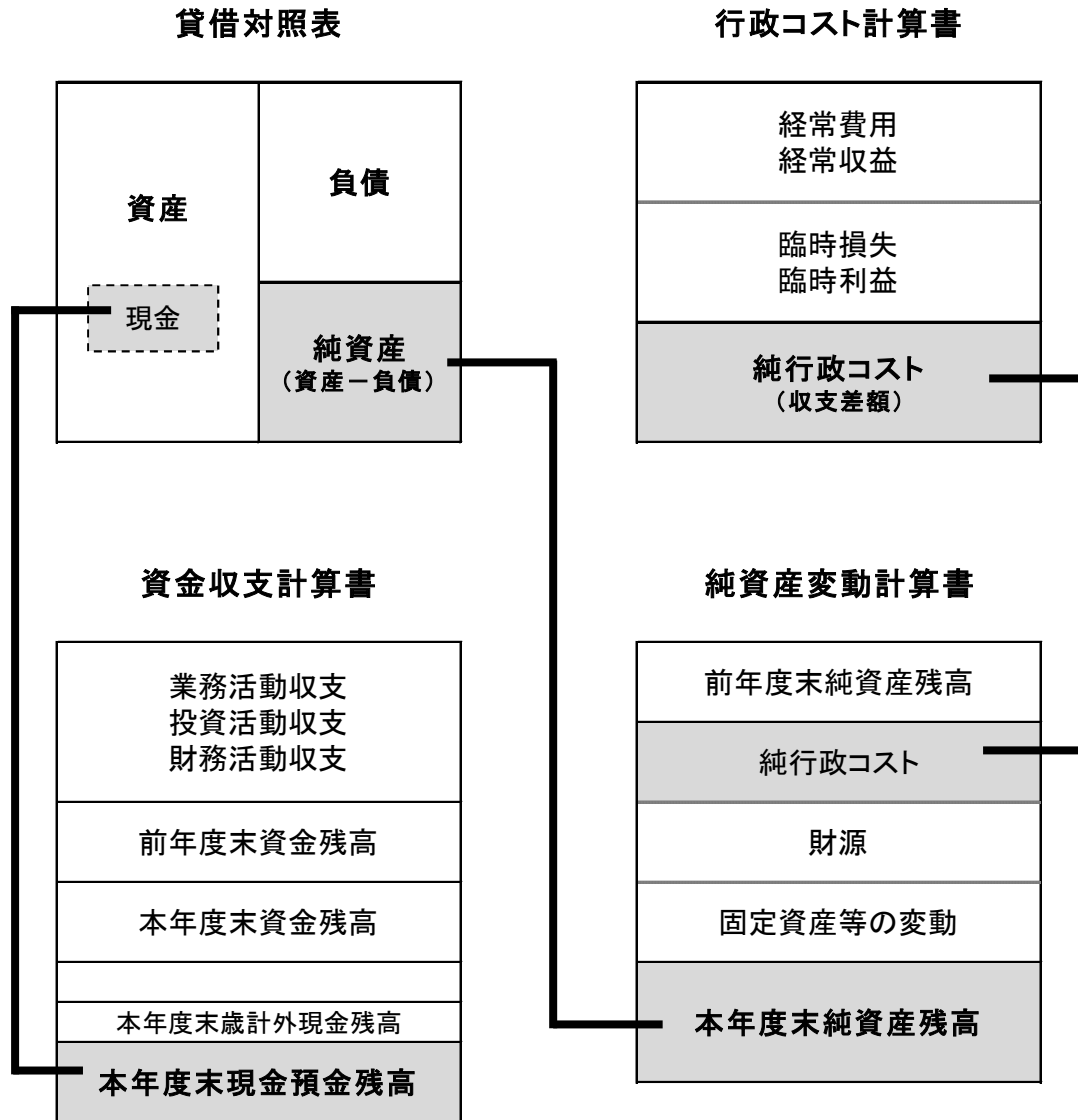 貸借対照表
資産
現金
負債
純資産
（資産－負債）
行政コスト計算書
経常費用
経常収益
臨時損失
臨時利益
純行政コスト
（収支差額）
資金収支計算書
業務活動収支
投資活動収支
財務活動収支
前年度末資金残高
本年度末資金残高
本年度末歳計外現金残高
本年度末現金預金残高
純資産変動計算書
前年度末純資産残高
純行政コスト
財源
固定資産等の変動
本年度末純資産残高